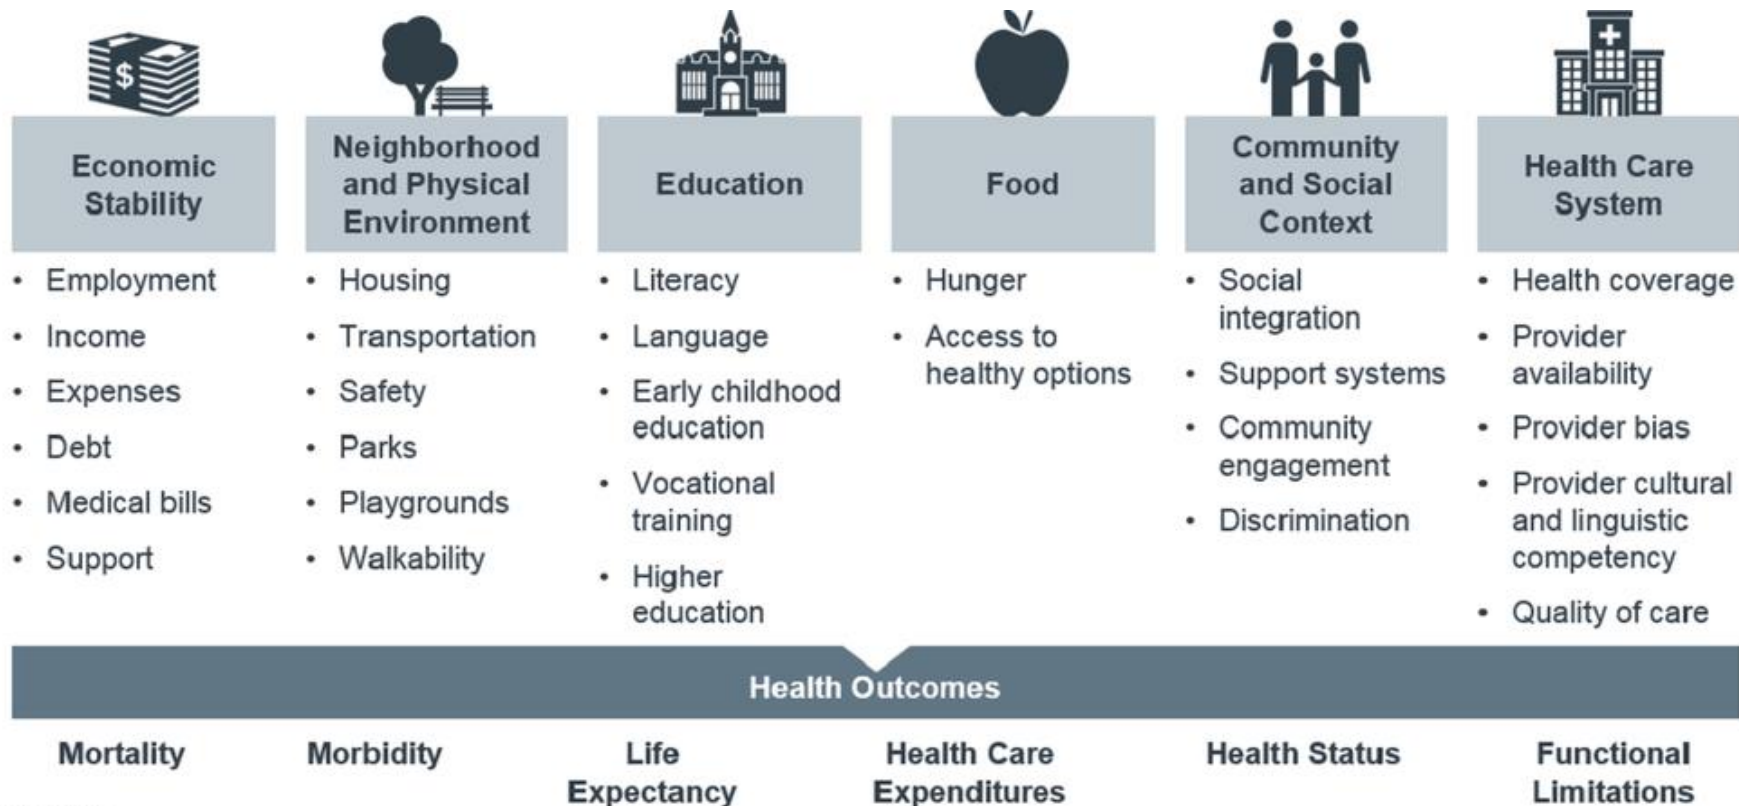 $
Economic
Stability
• Employment
• Income
• Expenses
• Debt
• Medical bills
• Support
Neighborhood
and Physical
Environment
• Housing
• Transportation
• Safety
• Parks
• Playgrounds
• Walkability
Education
• Literacy
• Language
• Early childhood
education
• Vocational
training
• Higher
education
Food
• Hunger
• Access to
healthy options
Community
and Social
Context
• Social
integration
• Support systems
• Community
engagement
• Discrimination
Health Care
System
• Health coverage
• Provider
availability
• Provider bias
• Provider cultural
and linguistic
competency
• Quality of care
Health Outcomes
Mortality
Morbidity
Life
Expectancy
Health Care
Expenditures
Health Status
Functional
Limitations